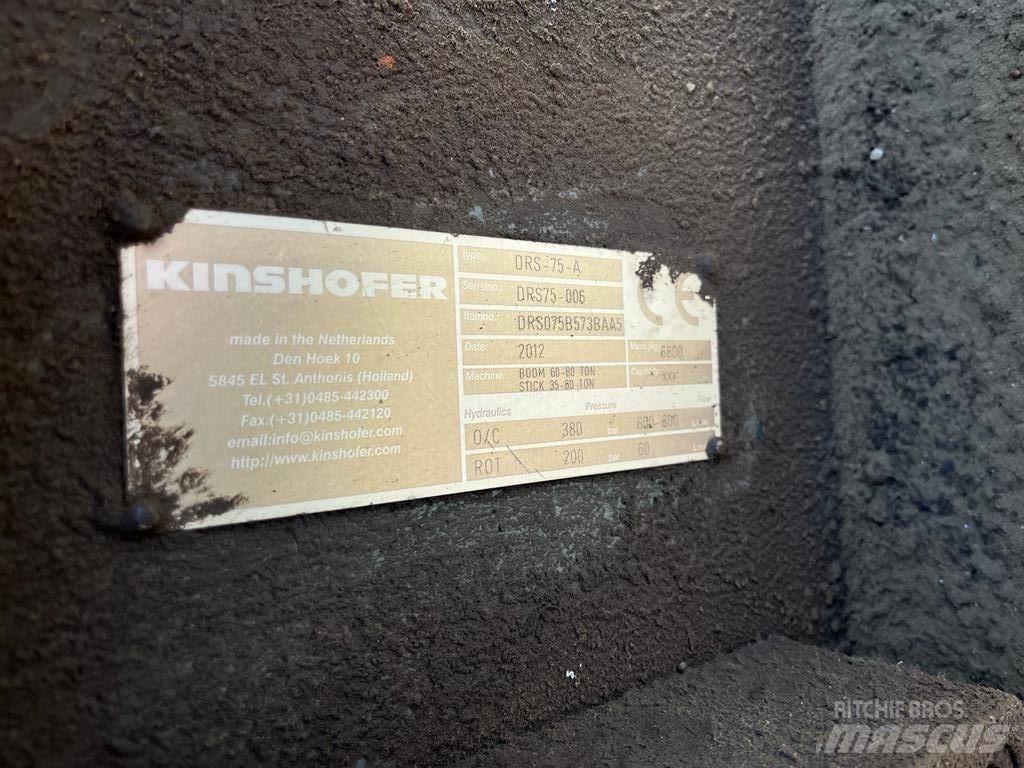 KINSHOFER
made in the Netherlands
Den Hoek 10
5845 EL St. Anthonis (Holland)
Tel.(+31)0485-442300
Fax.(+31)0485-442120
email:info@kinshofer.com
http://www.kinshofer.com
Type: DRS-75-A
Serialno.: DRS75-006
Itemno.: DRS075B573BAA5
Date: 2012 Mass /kg: 6800
Machine: BOOM 60-80 TON
STICK 35-60 TON
Hydraulics Pressure Flow
O/C 380 bar 600-800
ROT 200 bar 60
CE
RITCHIE BROS
MASCUS